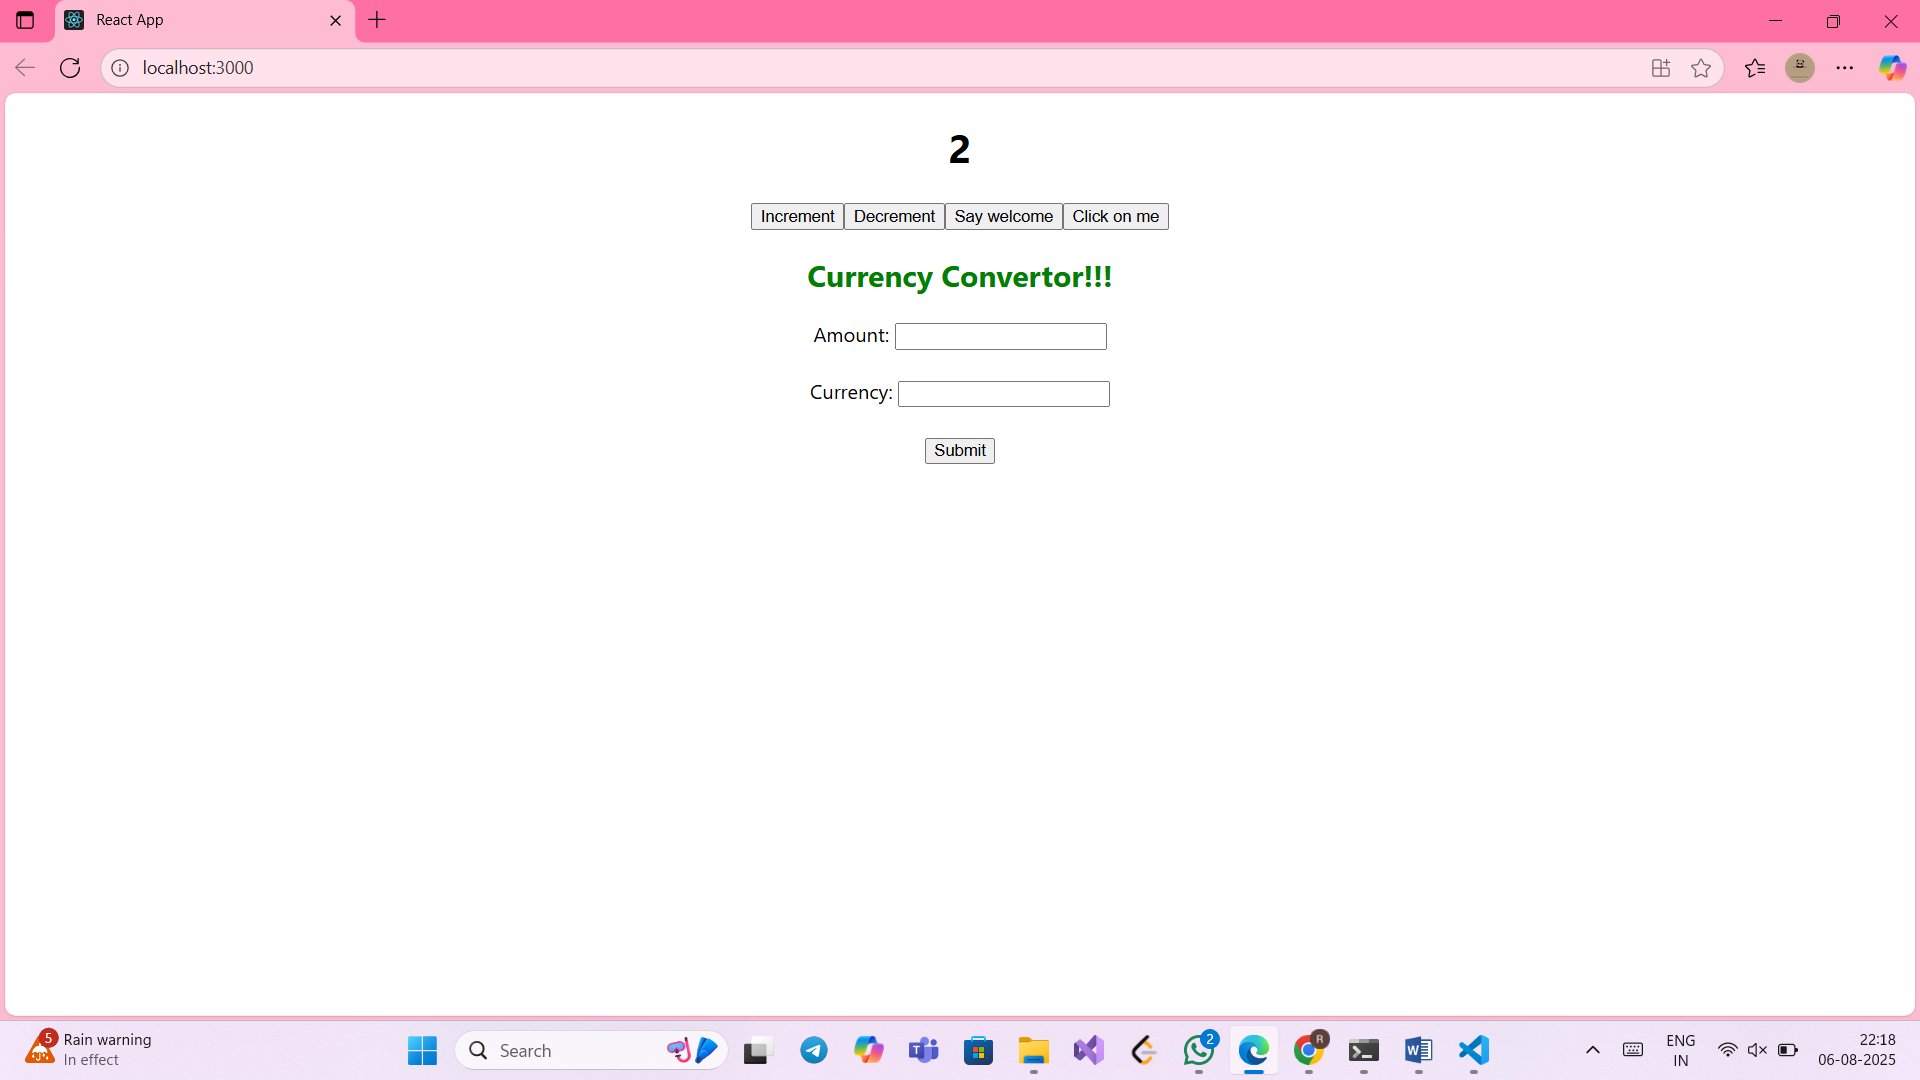 React App
localhost:3000
2
Increment Decrement Say welcome Click on me
Currency Convertor!!!
Amount:
Currency:
Submit
5
Rain warning
In effect
Search
2
R
ENG
IN
22:18
06-08-2025